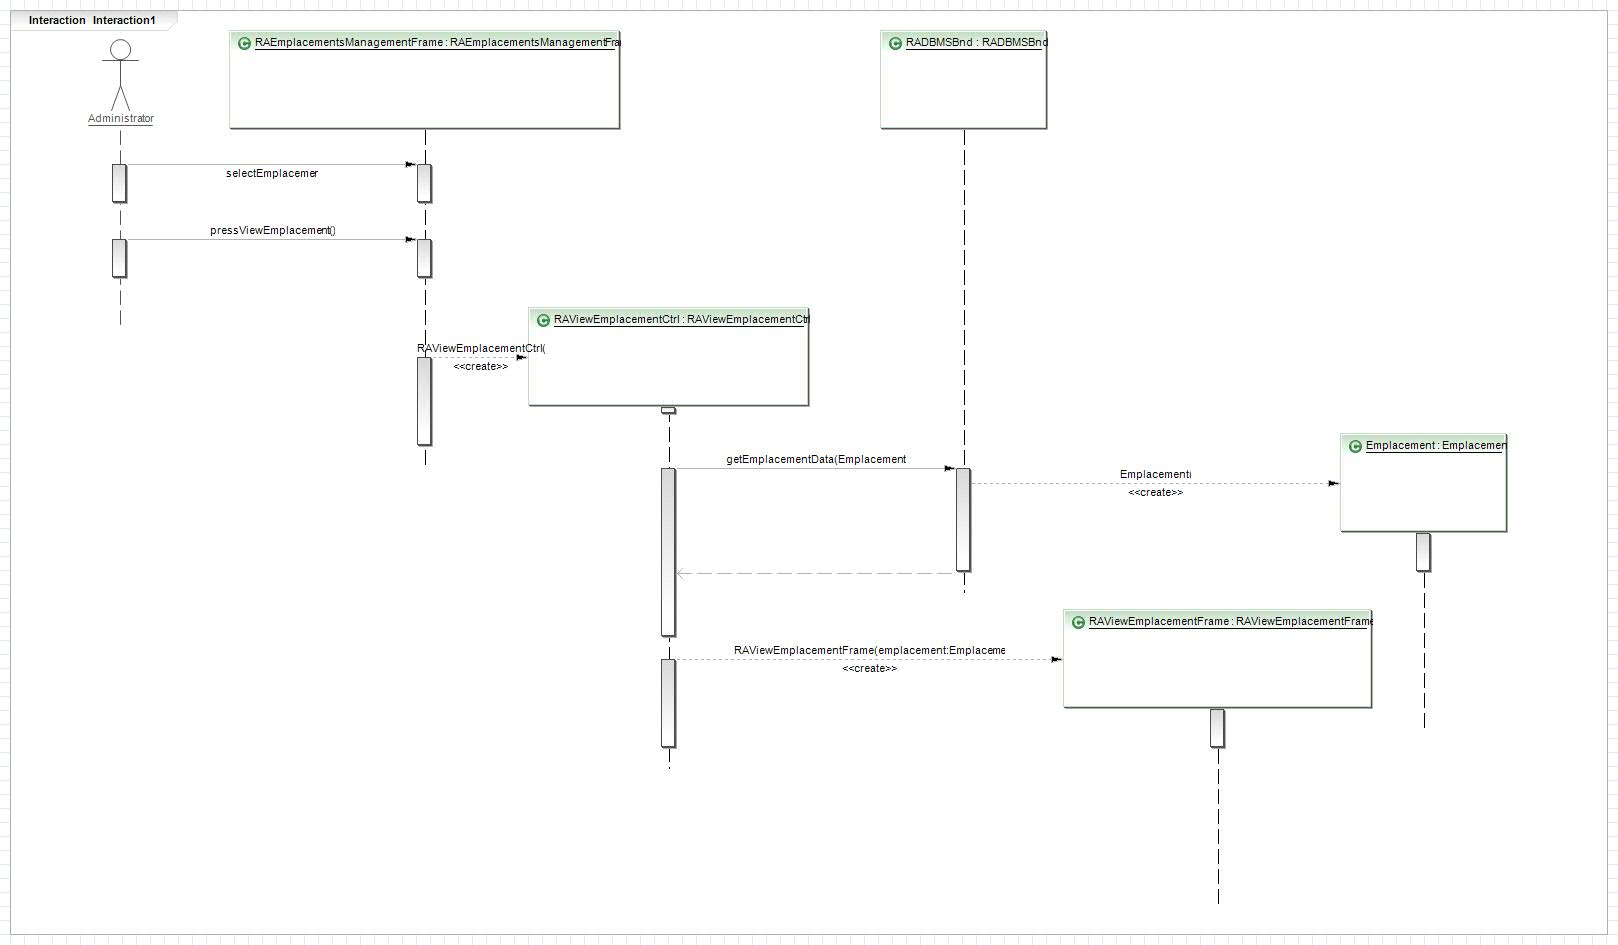 Interaction Interaction1
RAEmplacementsManagementFrame : RAEmplacementsManagementFra
RADBMSBnd : RADBMSBnd
Administrator
selectEmplacemer
pressViewEmplacement()
RAViewEmplacementCtrl : RAViewEmplacementCtrl
RAViewEmplacementCtrl(
<<create>>
Emplacement : Emplacemen
getEmplacementData(Emplacement
Emplacement(
<<create>>
RAViewEmplacementFrame : RAViewEmplacementFrame
RAViewEmplacementFrame(emplacement:Emplaceme
<<create>>